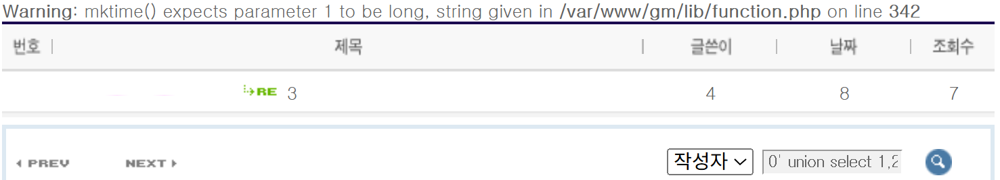 Warning: mktime() expects parameter 1 to be long, string given in /var/www/gm/lib/function.php on line 342
번호 | 제목 | 글쓴이 | 날짜 | 조회수
RE 3 4 8 7
PREV NEXT 작성자 0' union select 1,2